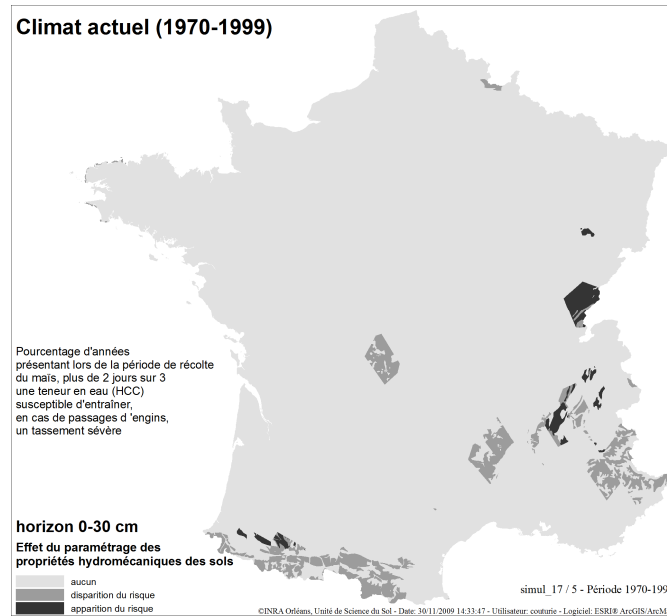 Climat actuel (1970-1999)
Pourcentage d'années
présentant lors de la période de récolte
du maïs, plus de 2 jours sur 3
une teneur en eau (HCC)
susceptible d'entraîner,
en cas de passages d 'engins,
un tassement sévère
horizon 0-30 cm
Effet du paramétrage des
propriétés hydromécaniques des sols
aucun
disparition du risque
apparition du risque
simul_17 / 5 - Période 1970-199
©INRA Orléans, Unité de Science du Sol - Date: 30/11/2009 14:33:47 - Utilisateur: couturie - Logiciel: ESRI® ArcGIS/ArcM